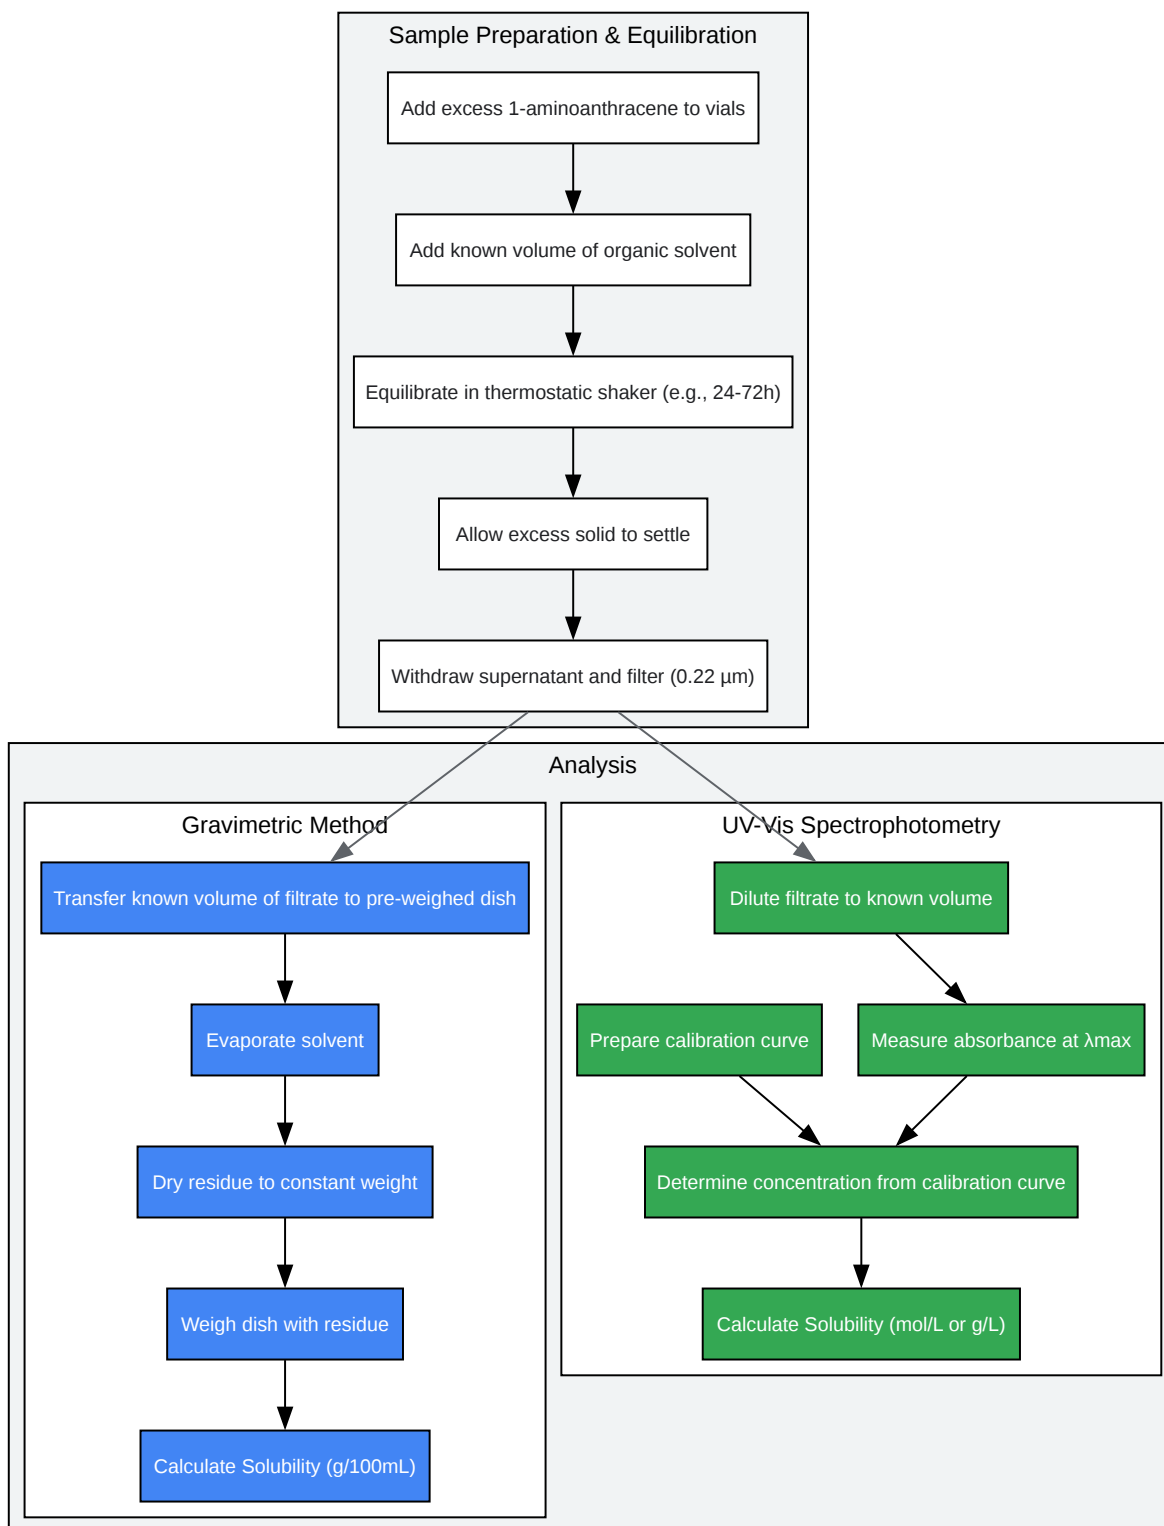 Sample Preparation & Equilibration
Add excess 1-aminoanthracene to vials
Add known volume of organic solvent
Equilibrate in thermostatic shaker (e.g., 24-72h)
Allow excess solid to settle
Withdraw supernatant and filter (0.22 µm)
Analysis
Gravimetric Method
Transfer known volume of filtrate to pre-weighed dish
Evaporate solvent
Dry residue to constant weight
Weigh dish with residue
Calculate Solubility (g/100mL)
UV-Vis Spectrophotometry
Dilute filtrate to known volume
Prepare calibration curve
Measure absorbance at λmax
Determine concentration from calibration curve
Calculate Solubility (mol/L or g/L)